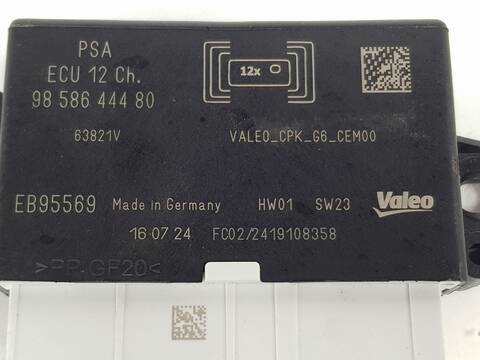 PSA
ECU 12 Ch.
98 586 444 80
12x
63821V
VALEO_CPK_G6_CEM00
EB95569 Made in Germany HW01 SW23 Valeo
16 07 24 FC02/2419108358
>PP.GF20<